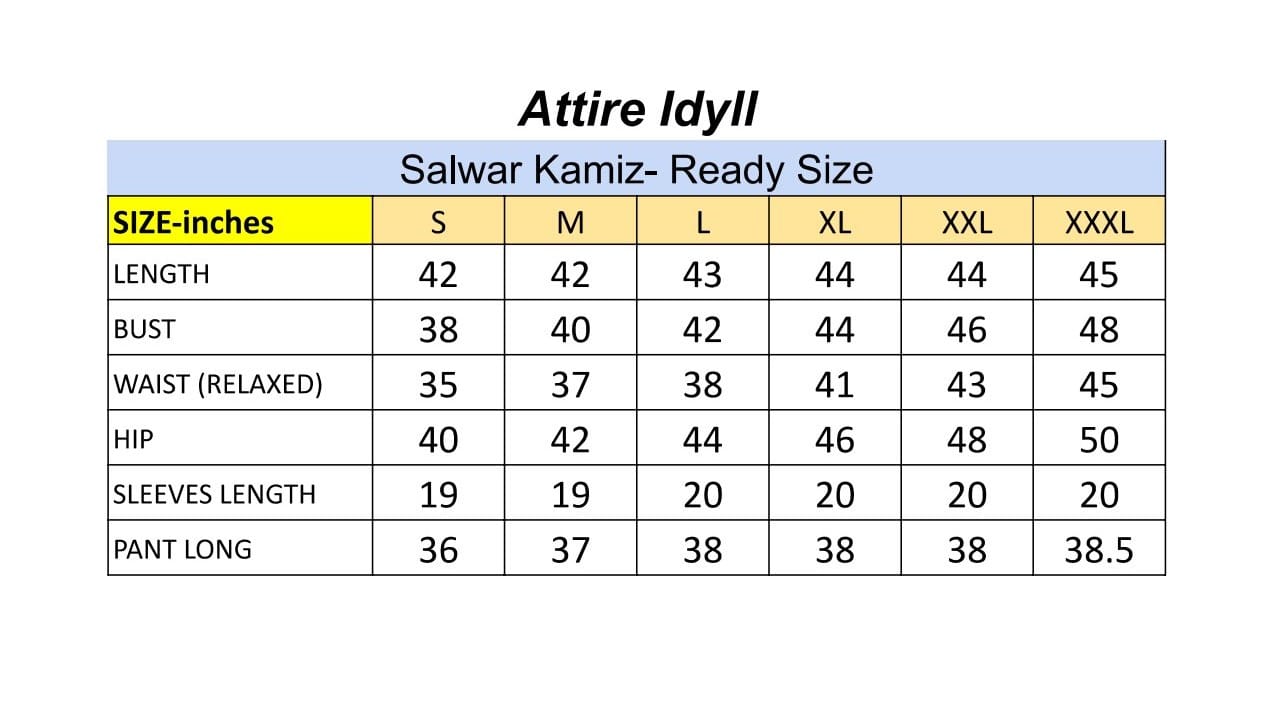 Attire Idyll
Salwar Kamiz- Ready Size
SIZE-inches S M L XL XXL XXXL
LENGTH 42 42 43 44 44 45
BUST 38 40 42 44 46 48
WAIST (RELAXED) 35 37 38 41 43 45
HIP 40 42 44 46 48 50
SLEEVES LENGTH 19 19 20 20 20 20
PANT LONG 36 37 38 38 38 38.5